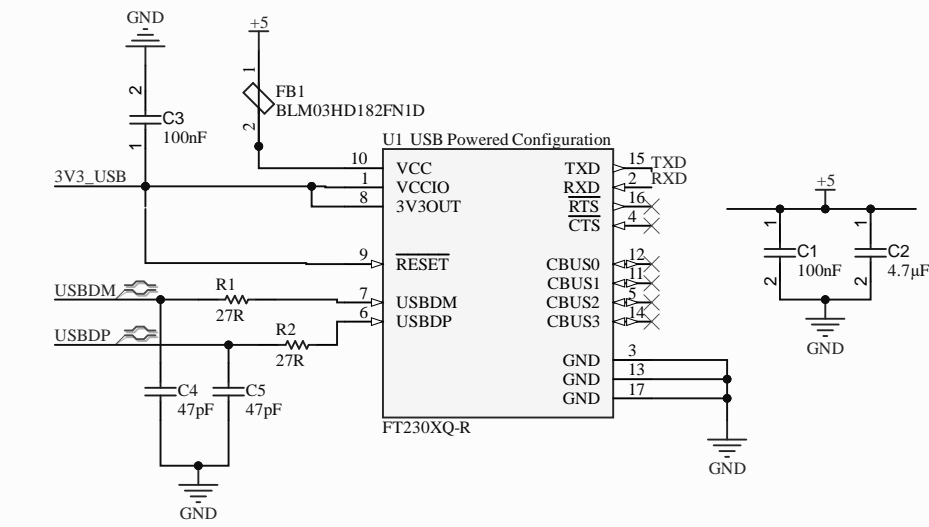 GND
+5
1
FB1
BLM03HD182FN1D
2
2
C3
100nF
1
U1 USB Powered Configuration
3V3_USB
10 VCC
1 VCCIO
8 3V3OUT
9 RESET
7 USBDM
6 USBDP
TXD 15 TXD
RXD 2 RXD
RTS 16
CTS 4
CBUS0 12
CBUS1 11
CBUS2 5
CBUS3 14
GND 3
GND 13
GND 17
FT230XQ-R
USBDM
R1
27R
USBDP
R2
27R
C4
47pF
C5
47pF
GND
GND
+5
1
C1
100nF
2
1
C2
4.7µF
2
GND